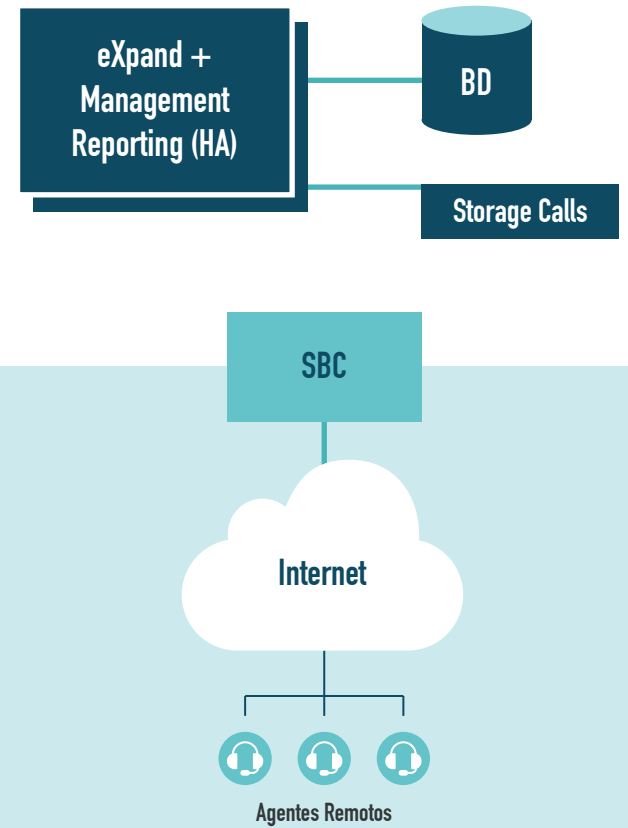 eXpand +
Management
Reporting (HA)
BD
Storage Calls
SBC
Internet
Agentes Remotos